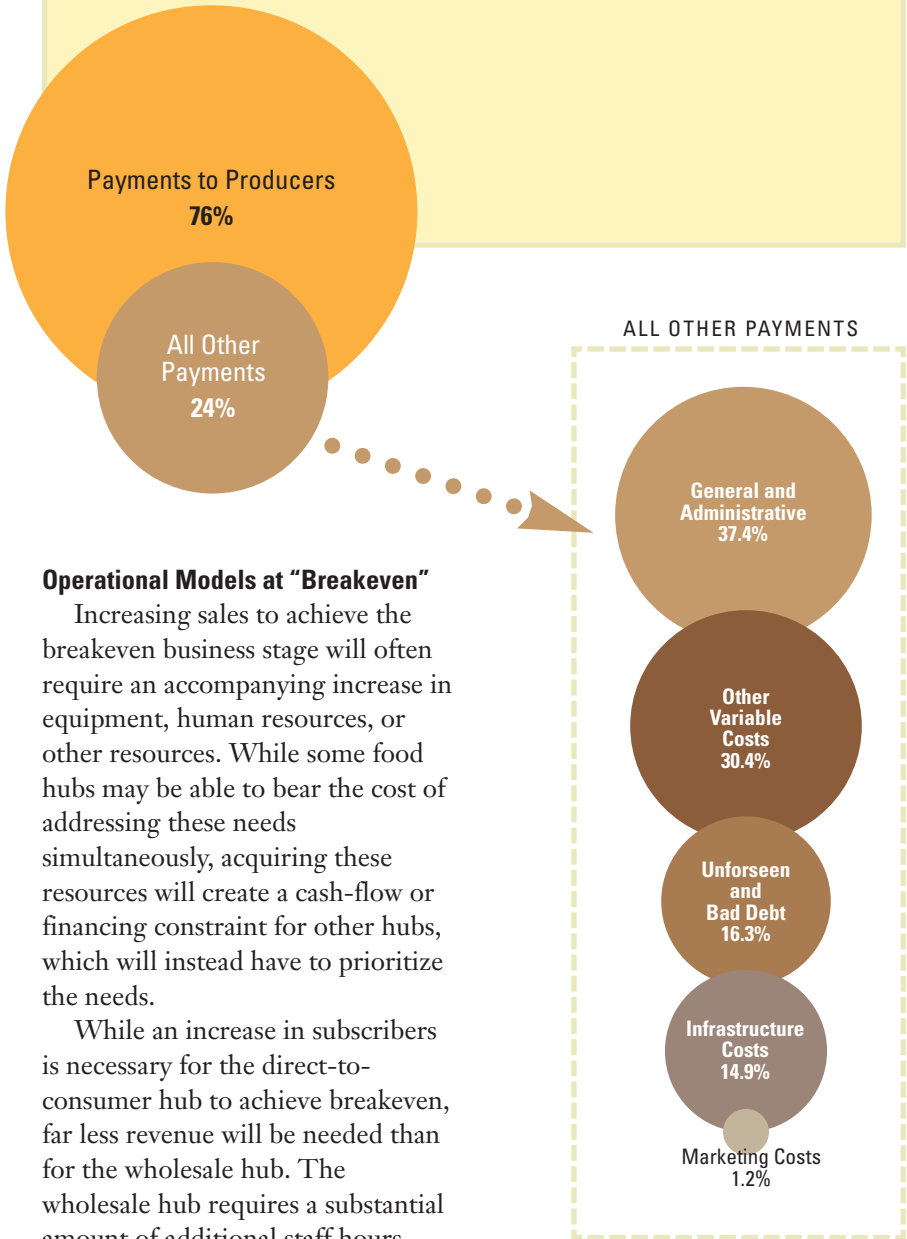 Payments to Producers
76%
All Other
Payments
24%
ALL OTHER PAYMENTS
General and
Administrative
37.4%
Other
Variable
Costs
30.4%
Unforseen
and
Bad Debt
16.3%
Infrastructure
Costs
14.9%
Marketing Costs
1.2%
Operational Models at “Breakeven”
Increasing sales to achieve the
breakeven business stage will often
require an accompanying increase in
equipment, human resources, or
other resources. While some food
hubs may be able to bear the cost of
addressing these needs
simultaneously, acquiring these
resources will create a cash-flow or
financing constraint for other hubs,
which will instead have to prioritize
the needs.
While an increase in subscribers
is necessary for the direct-to-
consumer hub to achieve breakeven,
far less revenue will be needed than
for the wholesale hub. The
wholesale hub requires a substantial
amount of additional staff hours